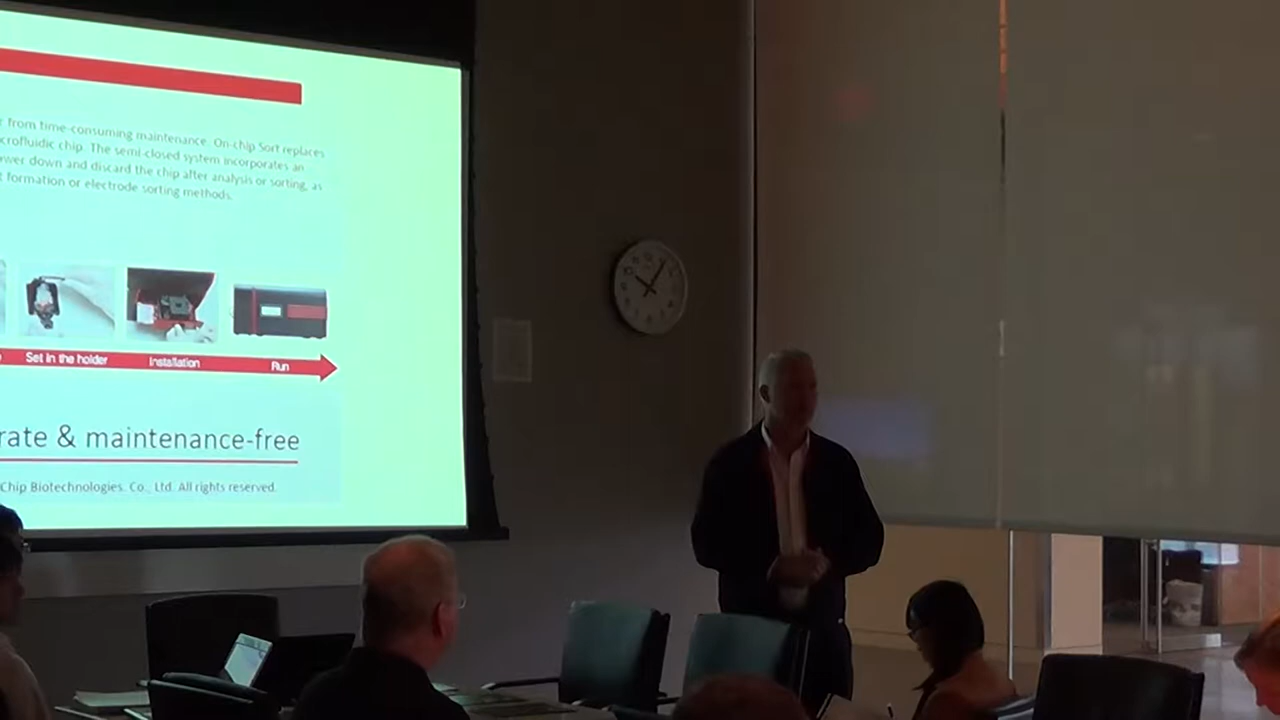 from time-consuming maintenance. On-chip Sort replaces
crofluidic chip. The semi-closed system incorporates an
wer down and discard the chip after analysis or sorting, as
formation or electrode sorting methods.
Set in the holder Installation Run
rate & maintenance-free
Chip Biotechnologies. Co., Ltd. All rights reserved.